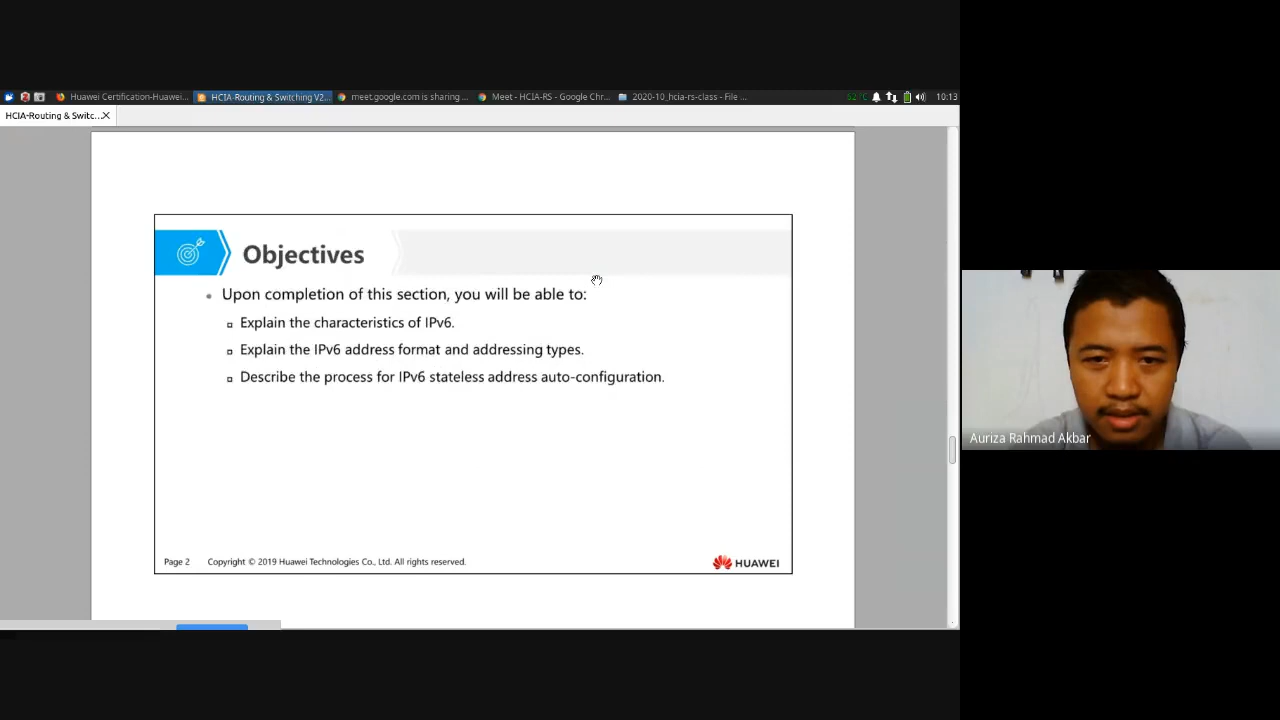 Huawei Certification-Huawei...
HCIA-Routing & Switching V2...
meet.google.com is sharing ...
Meet - HCIA-RS - Google Chr...
2020-10_hcia-rs-class - File ...
52°C
10:13
HCIA-Routing & Switc...
Objectives
Upon completion of this section, you will be able to:
Explain the characteristics of IPv6.
Explain the IPv6 address format and addressing types.
Describe the process for IPv6 stateless address auto-configuration.
Page 2 Copyright © 2019 Huawei Technologies Co., Ltd. All rights reserved.
HUAWEI
Auriza Rahmad Akbar